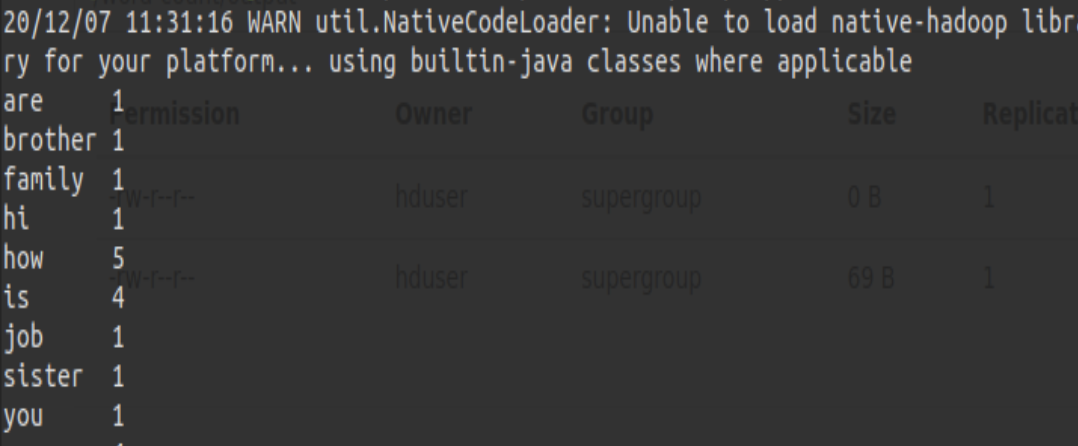 20/12/07 11:31:16 WARN util.NativeCodeLoader: Unable to load native-hadoop libra
ry for your platform... using builtin-java classes where applicable
are 1
Permission Owner Group Size Replicat
brother 1
family 1
-rw-r--r-- hduser supergroup 0 B 1
hi 1
how 5
-rw-r--r-- hduser supergroup 69 B 1
is 4
job 1
sister 1
you 1